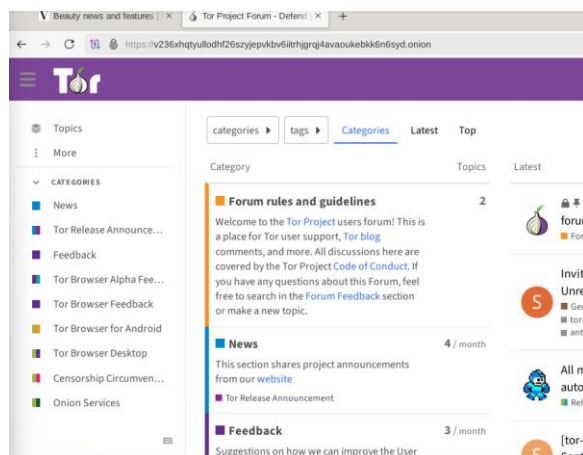 Beauty news and features |
Tor Project Forum - Defend
https://v236xhqtyullodhf26szyjepvkbv6iitrhjgrqj4avaoukebkk6n6syd.onion
Tor
Topics
More
CATEGORIES
News
Tor Release Announce...
Feedback
Tor Browser Alpha Fee...
Tor Browser Feedback
Tor Browser for Android
Tor Browser Desktop
Censorship Circumven...
Onion Services
categories tags Categories Latest Top
Category Topics
Forum rules and guidelines 2
Welcome to the Tor Project users forum! This is
a place for Tor user support, Tor blog
comments, and more. All discussions here are
covered by the Tor Project Code of Conduct. If
you have any questions about this Forum, feel
free to search in the Forum Feedback section
or make a new topic.
News 4 / month
This section shares project announcements
from our website
Tor Release Announcement
Feedback 3 / month
Suggestions on how we can improve the User
Latest
S
S